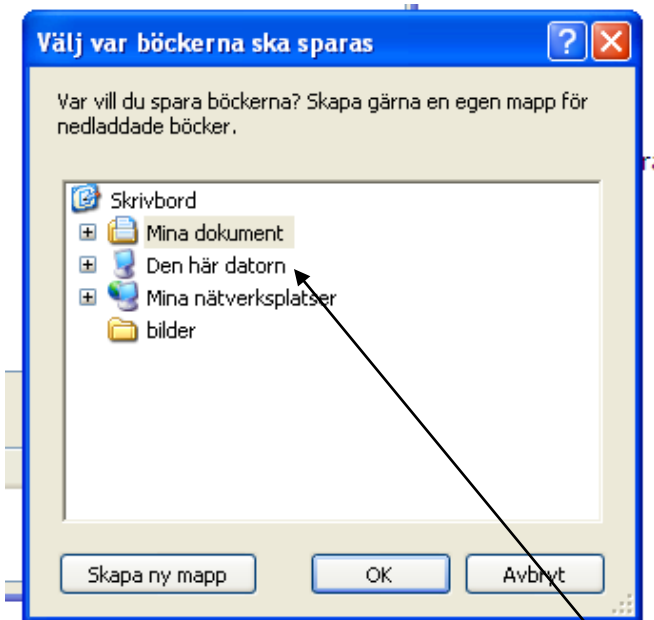 Välj var böckerna ska sparas
Var vill du spara böckerna? Skapa gärna en egen mapp för
nedladdade böcker.
Skrivbord
Mina dokument
Den här datorn
Mina nätverksplatser
bilder
Skapa ny mapp OK Avbryt